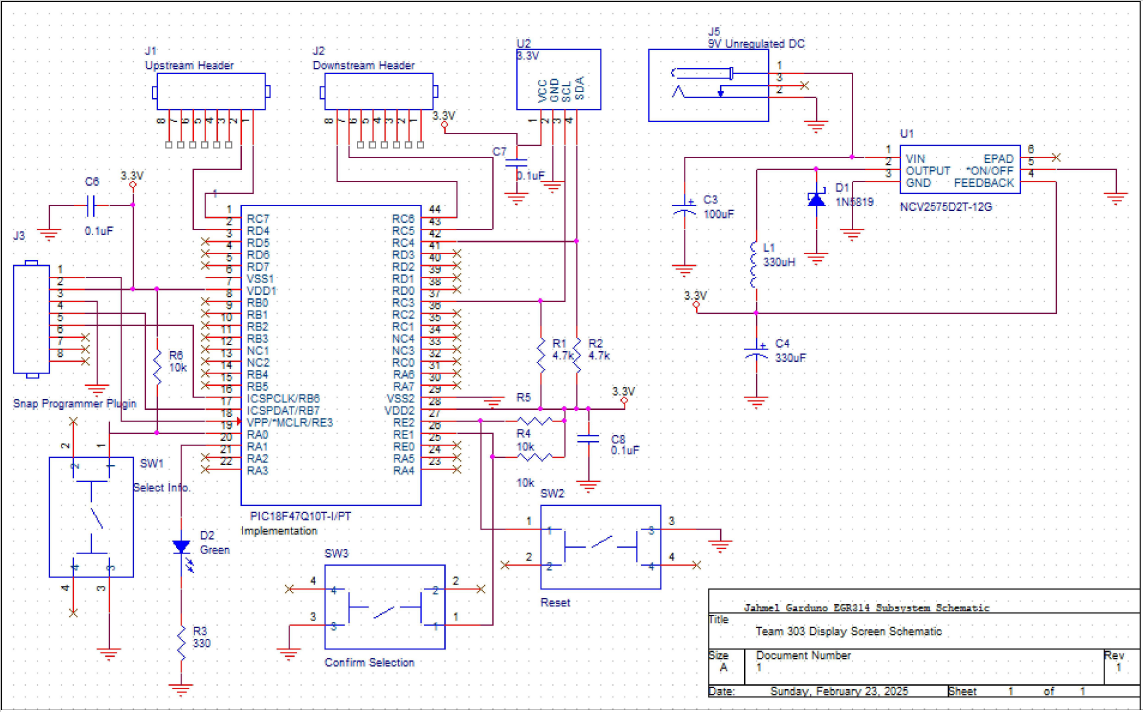 J1
Upstream Header
8 7 6 5 4 3 2 1
J2
Downstream Header
8 7 6 5 4 3 2 1
3.3V
U2
3.3V
VCC
GND
SCL
SDA
1 2 3 4
C7
0.1uF
J5
9V Unregulated DC
1
3
2
U1
1 VIN EPAD 6
2 OUTPUT *ON/OFF 5
3 GND FEEDBACK 4
NCV2575D2T-12G
C3
100uF
D1
1N5819
L1
330uH
3.3V
C4
330uF
C6
0.1uF
3.3V
J3
1
2
3
4
5
6
7
8
Snap Programmer Plugin
R6
10k
1
1 RC7 RC6 44
2 RD4 RC5 43
3 RD5 RC4 42
4 RD6 RD3 41
5 RD7 RD2 40
6 VSS1 RD1 39
7 VDD1 RD0 38
8 RB0 RC3 37
9 RB1 RC2 36
10 RB2 RC1 35
11 RB3 NC4 34
12 NC1 NC3 33
13 NC2 RC0 32
14 RB4 RA6 31
15 RB5 RA7 30
16 ICSPCLK/RB6 VSS2 29
17 ICSPDAT/RB7 VDD2 28
18 VPP/*MCLR/RE3 RE2 27
19 RA0 RE1 26
20 RA1 RE0 25
21 RA2 RA5 24
22 RA3 RA4 23
PIC18F47Q10T-I/PT
Implementation
R1
4.7k
R2
4.7k
3.3V
R5
R4
10k
10k
C8
0.1uF
SW1
Select Info.
2 1
2 1
4 3
4 3
D2
Green
R3
330
SW2
1 1 3 3
2 2 4 4
Reset
SW3
4 4 2 2
3 3 1 1
Confirm Selection
Jahmel Garduno EGR314 Subsystem Schematic
Title
Team 303 Display Screen Schematic
Size
A
Document Number
1
Rev
1
Date: Sunday, February 23, 2025 Sheet 1 of 1